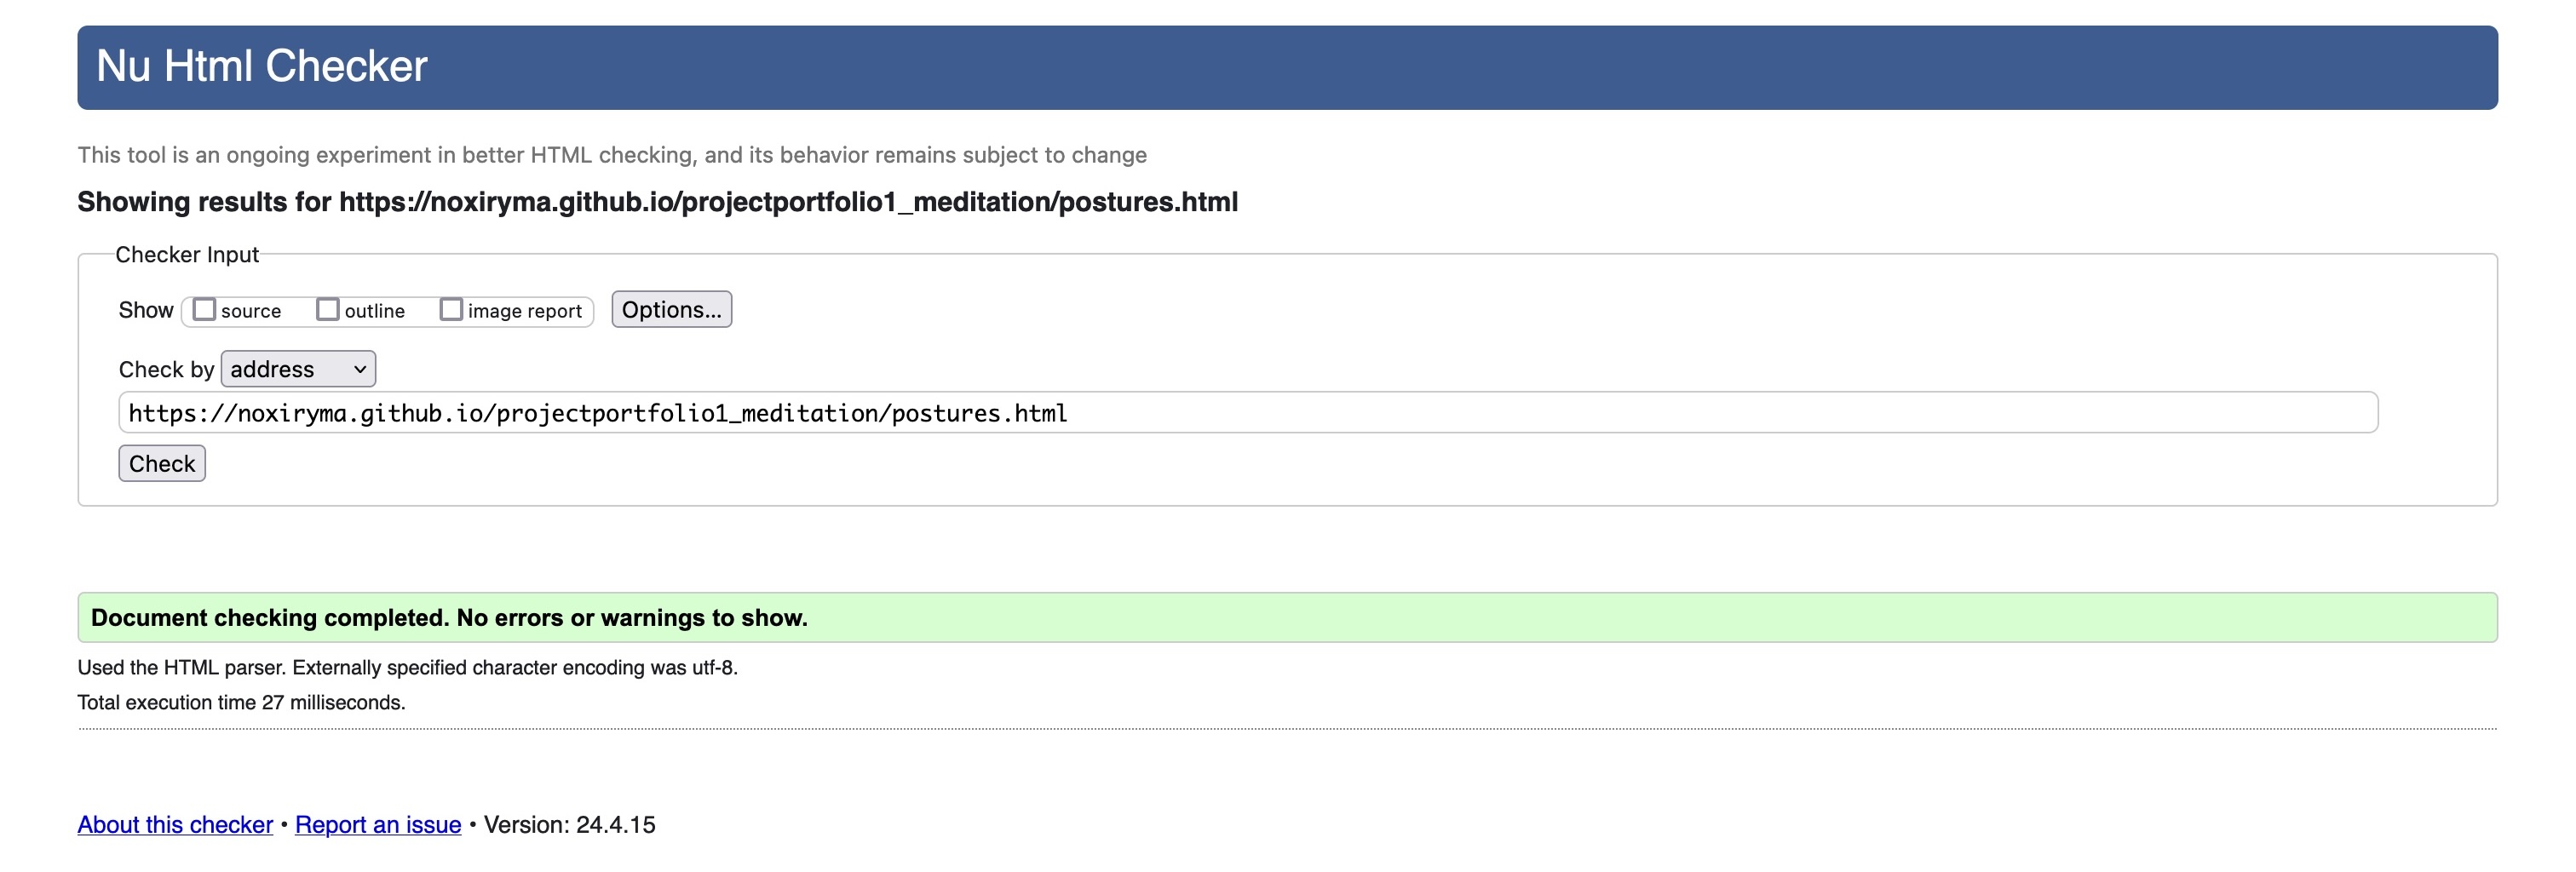 Nu Html Checker
This tool is an ongoing experiment in better HTML checking, and its behavior remains subject to change
Showing results for https://noxiryma.github.io/projectportfolio1_meditation/postures.html
Checker Input
Show source outline image report Options...
Check by address
https://noxiryma.github.io/projectportfolio1_meditation/postures.html
Check
Document checking completed. No errors or warnings to show.
Used the HTML parser. Externally specified character encoding was utf-8.
Total execution time 27 milliseconds.
About this checker • Report an issue • Version: 24.4.15